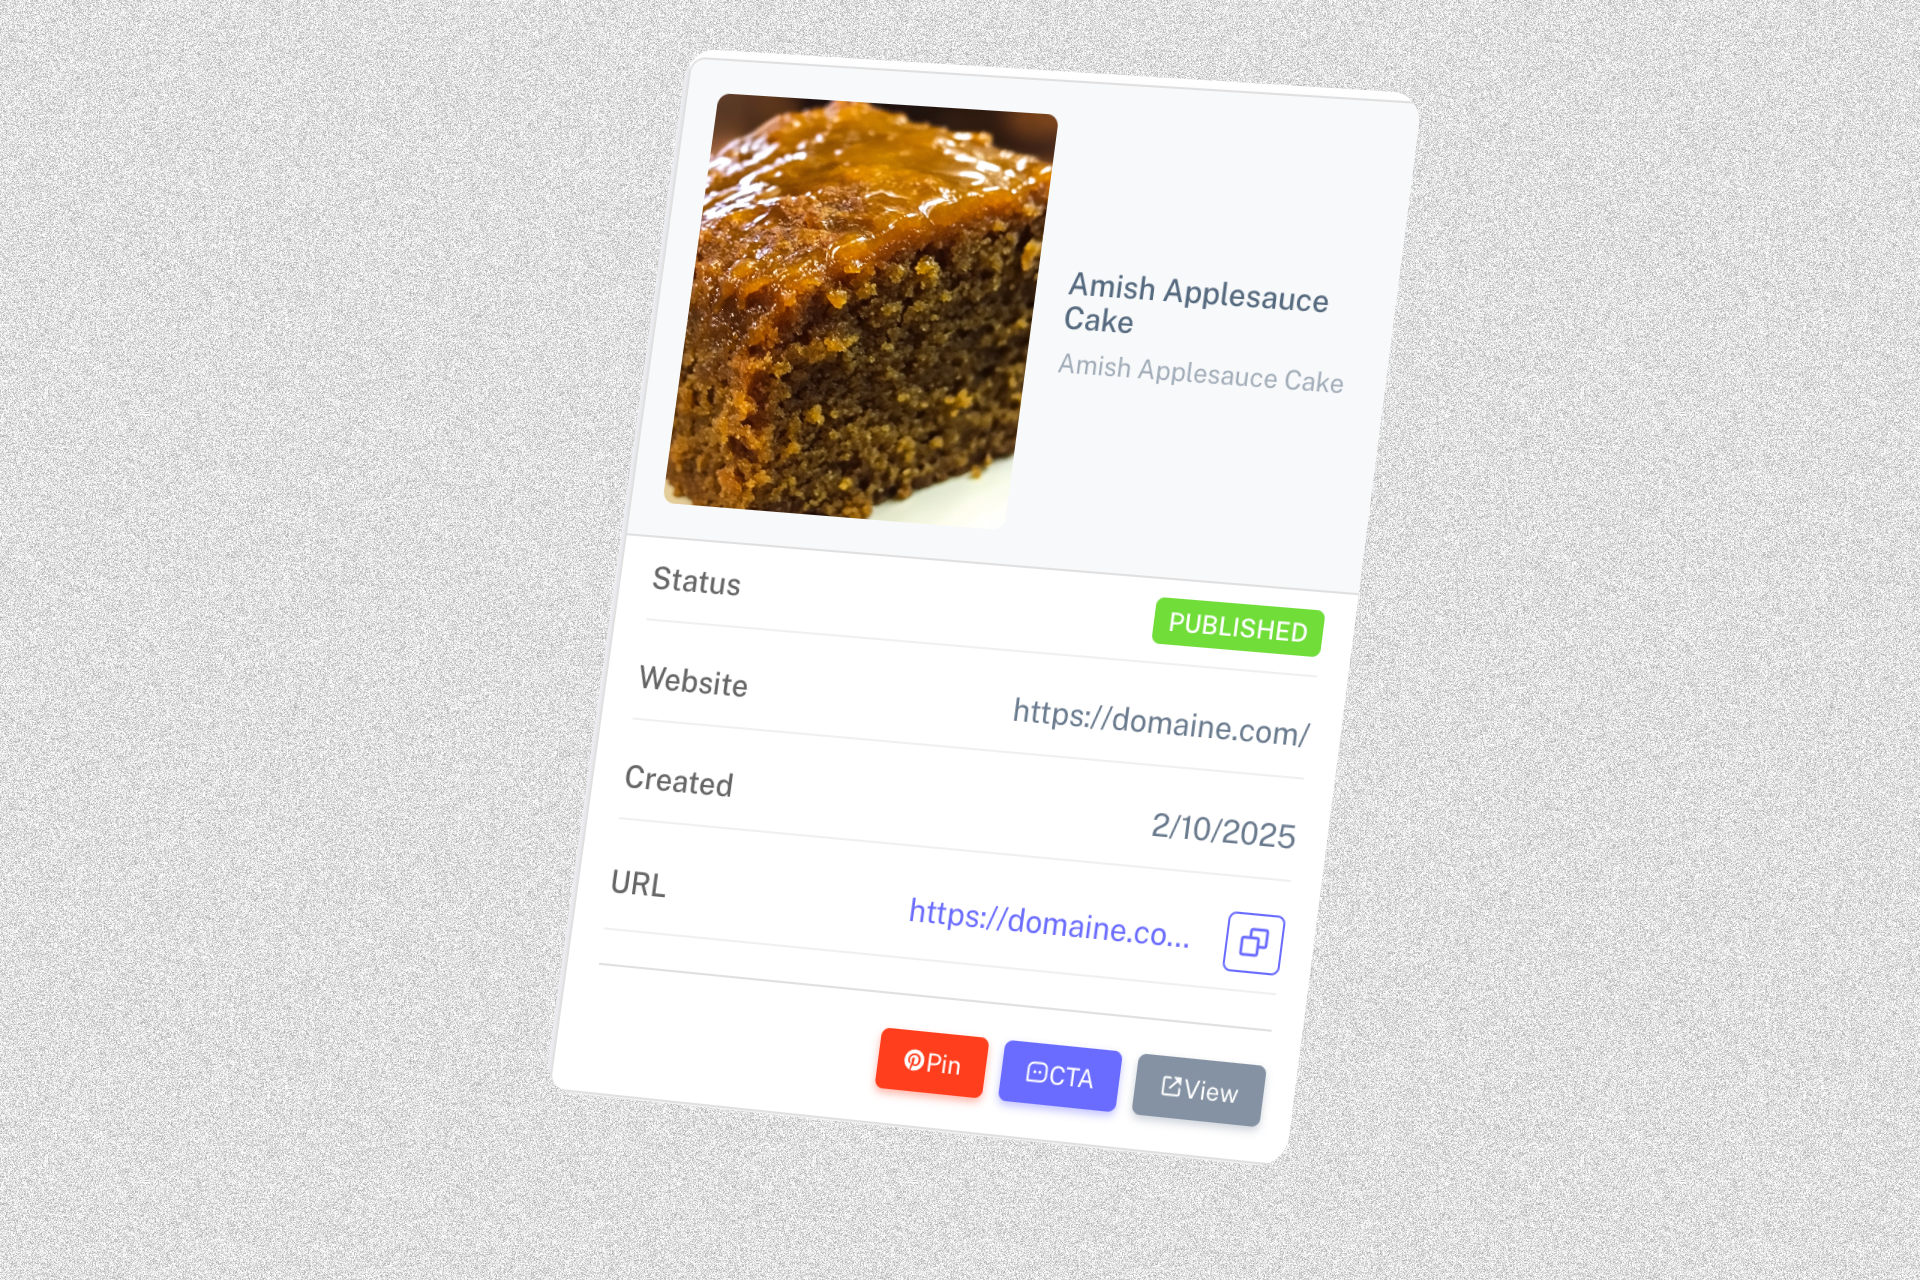 Amish Applesauce
Cake
Amish Applesauce Cake
Status
PUBLISHED
Website
https://domaine.com/
Created
2/10/2025
URL
https://domaine.co...
Pin
CTA
View